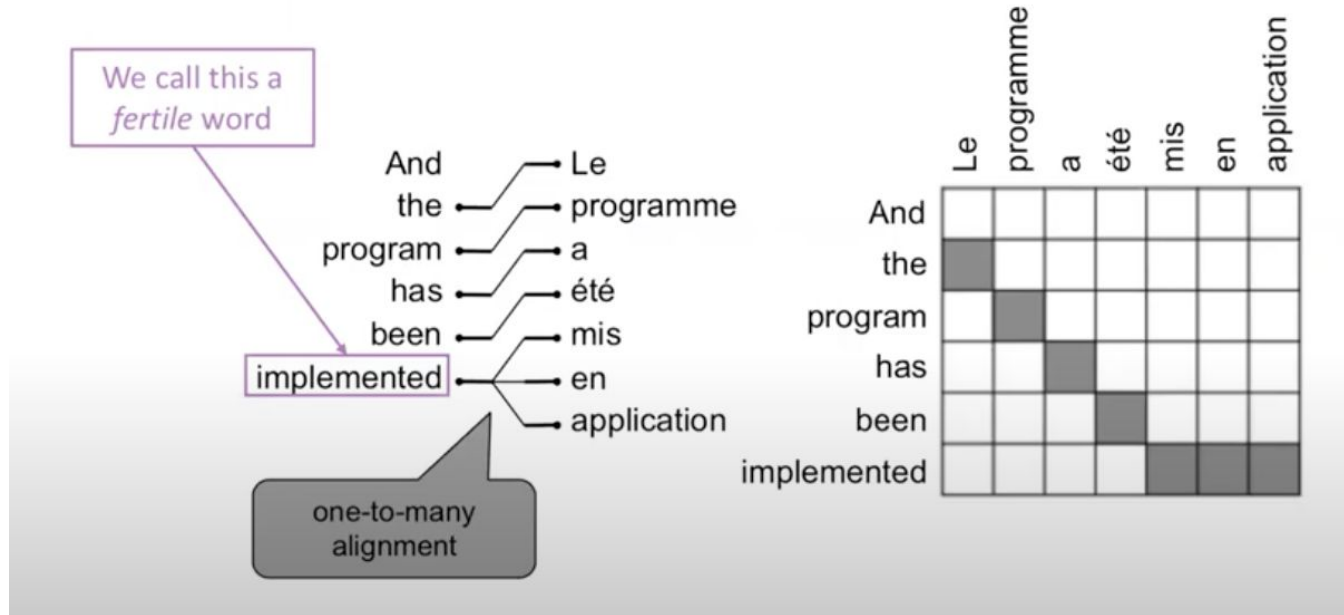 We call this a
fertile word
And
the
program
has
been
implemented
Le
programme
a
été
mis
en
application
one-to-many
alignment
Le
programme
a
été
mis
en
application
And
the
program
has
been
implemented